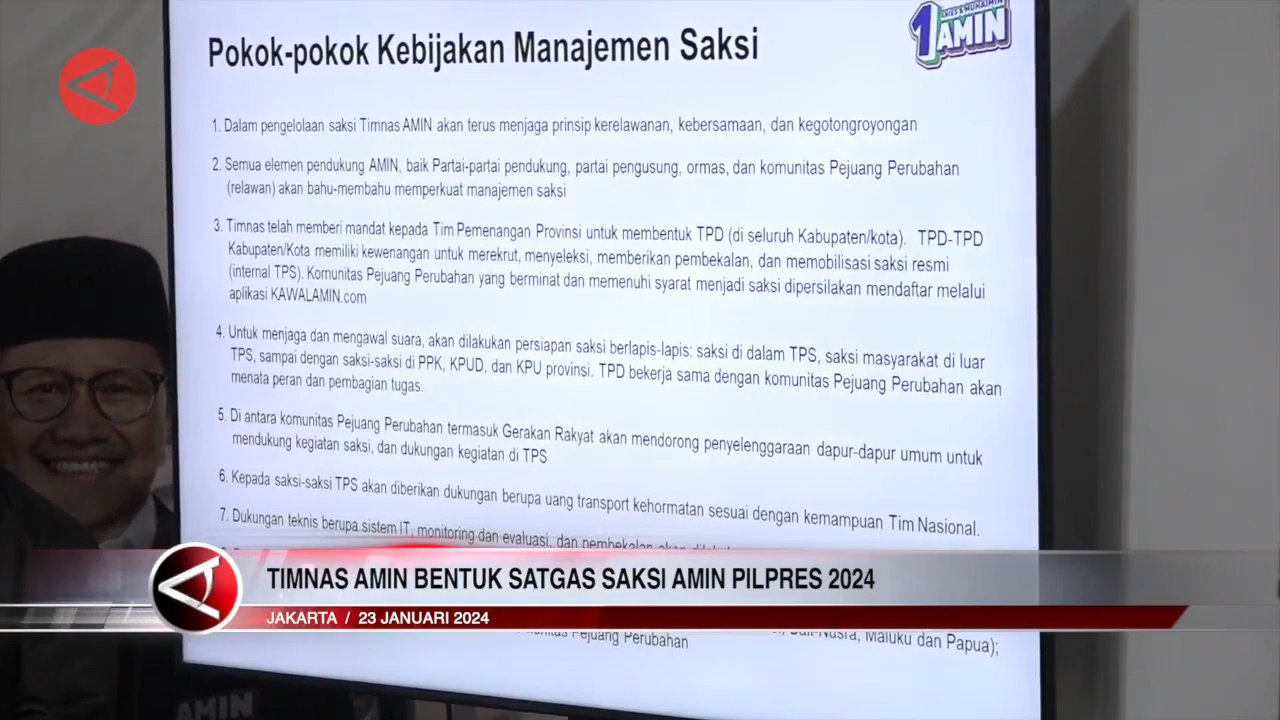 Pokok-pokok Kebijakan Manajemen Saksi
ANIES & MUHAIMIN
1 AMIN
1. Dalam pengelolaan saksi Timnas AMIN akan terus menjaga prinsip kerelawanan, kebersamaan, dan kegotongroyongan
2. Semua elemen pendukung AMIN, baik Partai-partai pendukung, partai pengusung, ormas, dan komunitas Pejuang Perubahan
(relawan) akan bahu-membahu memperkuat manajemen saksi
3. Timnas telah memberi mandat kepada Tim Pemenangan Provinsi untuk membentuk TPD (di seluruh Kabupaten/kota). TPD-TPD
Kabupaten/Kota memiliki kewenangan untuk merekrut, menyeleksi, memberikan pembekalan, dan memobilisasi saksi resmi
(internal TPS). Komunitas Pejuang Perubahan yang berminat dan memenuhi syarat menjadi saksi dipersilakan mendaftar melalui
aplikasi KAWALAMIN.com
4. Untuk menjaga dan mengawal suara, akan dilakukan persiapan saksi berlapis-lapis: saksi di dalam TPS, saksi masyarakat di luar
TPS, sampai dengan saksi-saksi di PPK, KPUD, dan KPU provinsi. TPD bekerja sama dengan komunitas Pejuang Perubahan akan
menata peran dan pembagian tugas.
5. Di antara komunitas Pejuang Perubahan termasuk Gerakan Rakyat akan mendorong penyelenggaraan dapur-dapur umum untuk
mendukung kegiatan saksi, dan dukungan kegiatan di TPS
6. Kepada saksi-saksi TPS akan diberikan dukungan berupa uang transport kehormatan sesuai dengan kemampuan Tim Nasional.
7. Dukungan teknis berupa sistem IT, monitoring dan evaluasi, dan pembekalan akan
TIMNAS AMIN BENTUK SATGAS SAKSI AMIN PILPRES 2024
JAKARTA / 23 JANUARI 2024
Bali-Nusra, Maluku dan Papua);
Pejuang Perubahan
AMIN